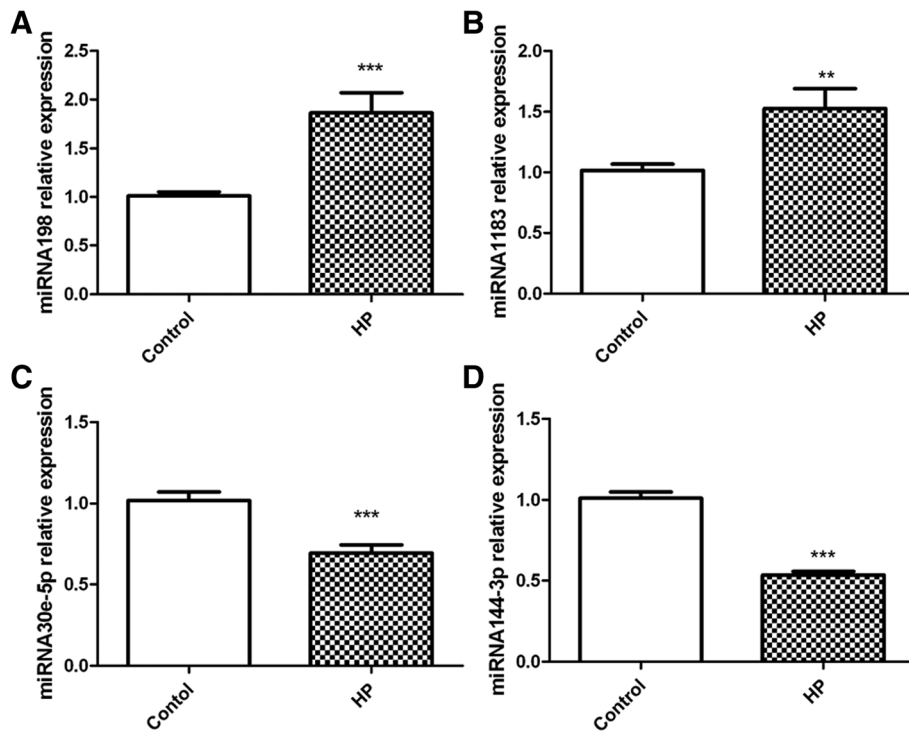 A
miRNA198 relative expression
2.5
2.0
1.5
1.0
0.5
0.0
***
Control
HP
B
miRNA1183 relative expression
2.0
1.5
1.0
0.5
0.0
**
Control
HP
C
miRNA30e-5p relative expression
1.5
1.0
0.5
0.0
***
Contol
HP
D
miRNA144-3p relative expression
1.5
1.0
0.5
0.0
***
Control
HP